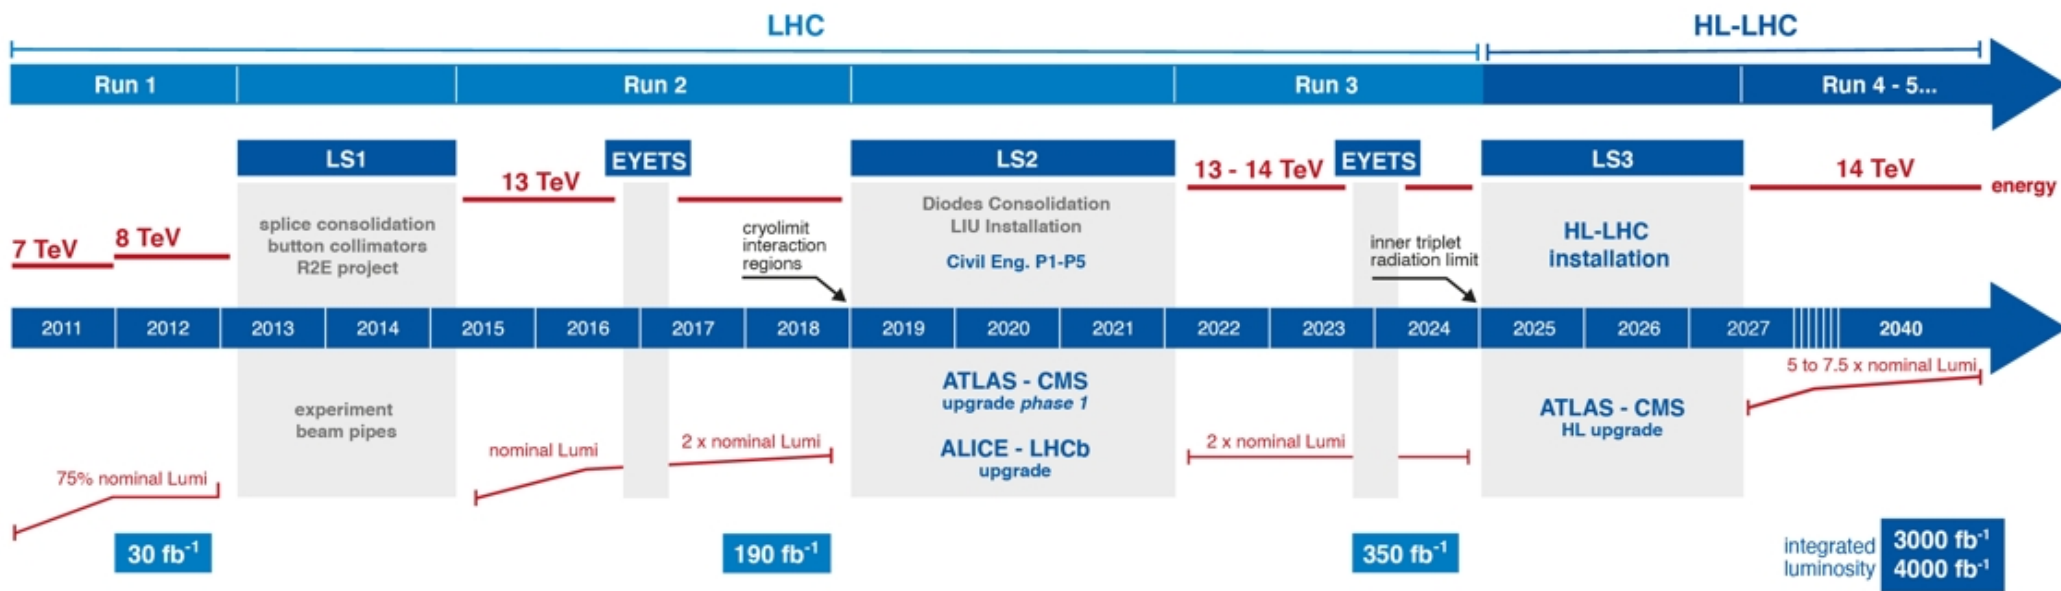 LHC
HL-LHC
Run 1
Run 2
Run 3
Run 4 - 5...
LS1
EYETS
LS2
EYETS
LS3
13 TeV
13 - 14 TeV
14 TeV
energy
7 TeV
8 TeV
splice consolidation
button collimators
R2E project
cryolimit
interaction
regions
Diodes Consolidation
LIU Installation
Civil Eng. P1-P5
inner triplet
radiation limit
HL-LHC
installation
2011
2012
2013
2014
2015
2016
2017
2018
2019
2020
2021
2022
2023
2024
2025
2026
2027
2040
5 to 7.5 x nominal Lumi
experiment
beam pipes
ATLAS - CMS
upgrade phase 1
ALICE - LHCb
upgrade
ATLAS - CMS
HL upgrade
75% nominal Lumi
nominal Lumi
2 x nominal Lumi
2 x nominal Lumi
30 fb⁻¹
190 fb⁻¹
350 fb⁻¹
integrated
luminosity
3000 fb⁻¹
4000 fb⁻¹